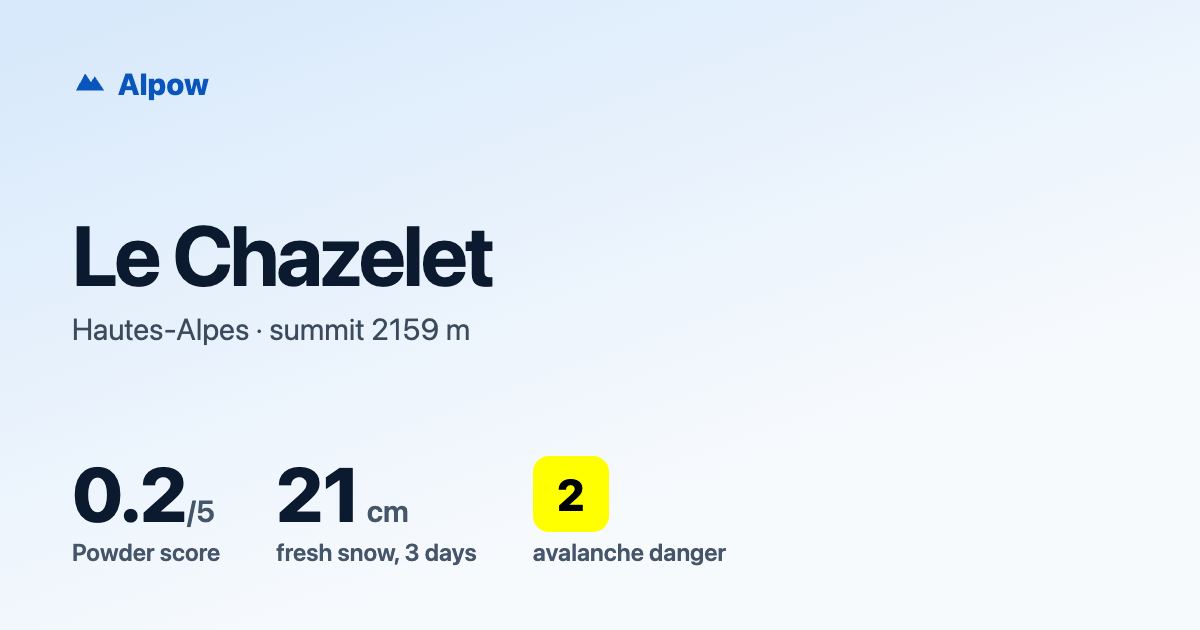 Alpow
Le Chazelet
Hautes-Alpes · summit 2159 m
0.2/5
Powder score
21 cm
fresh snow, 3 days
2
avalanche danger